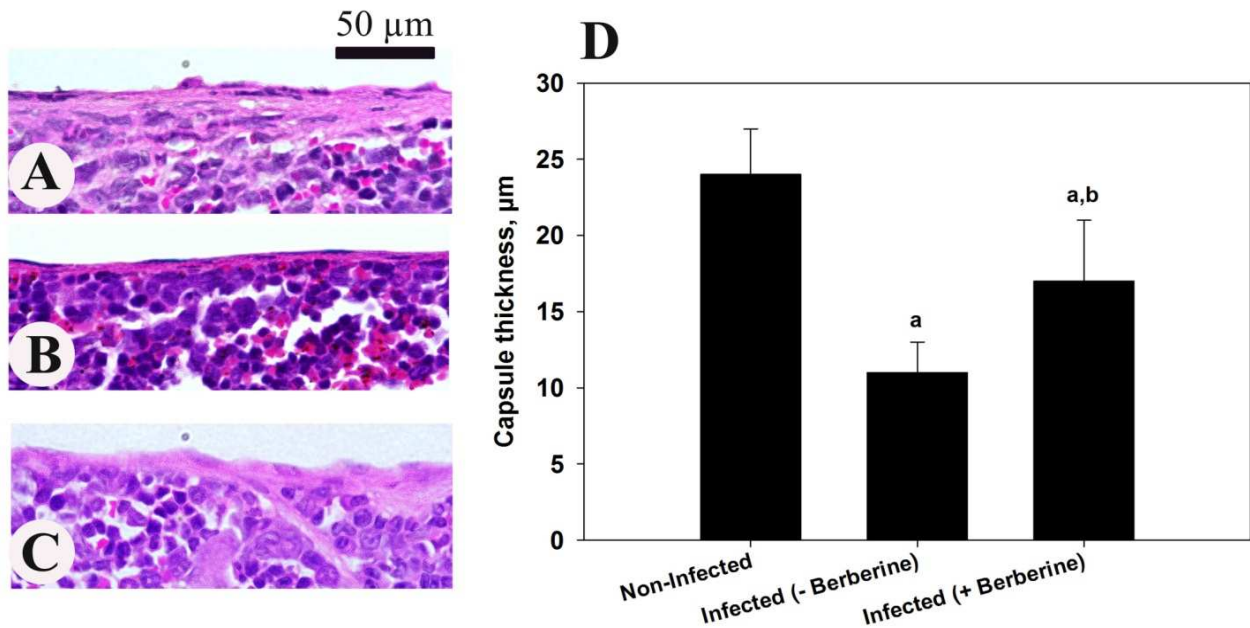 50 µm
A
B
C
D
30
25
20
15
10
5
0
Capsule thickness, µm
a
a,b
Non-Infected
Infected (- Berberine)
Infected (+ Berberine)